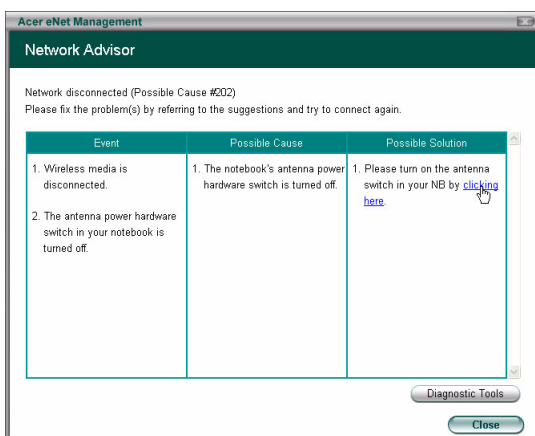 Acer eNet Management
Network Advisor
Network disconnected (Possible Cause #202)
Please fix the problem(s) by referring to the suggestions and try to connect again.
Event
Possible Cause
Possible Solution
1. Wireless media is
disconnected.
2. The antenna power hardware
switch in your notebook is
turned off.
1. The notebook's antenna power
hardware switch is turned off.
1. Please turn on the antenna
switch in your NB by clicking
here.
Diagnostic Tools
Close